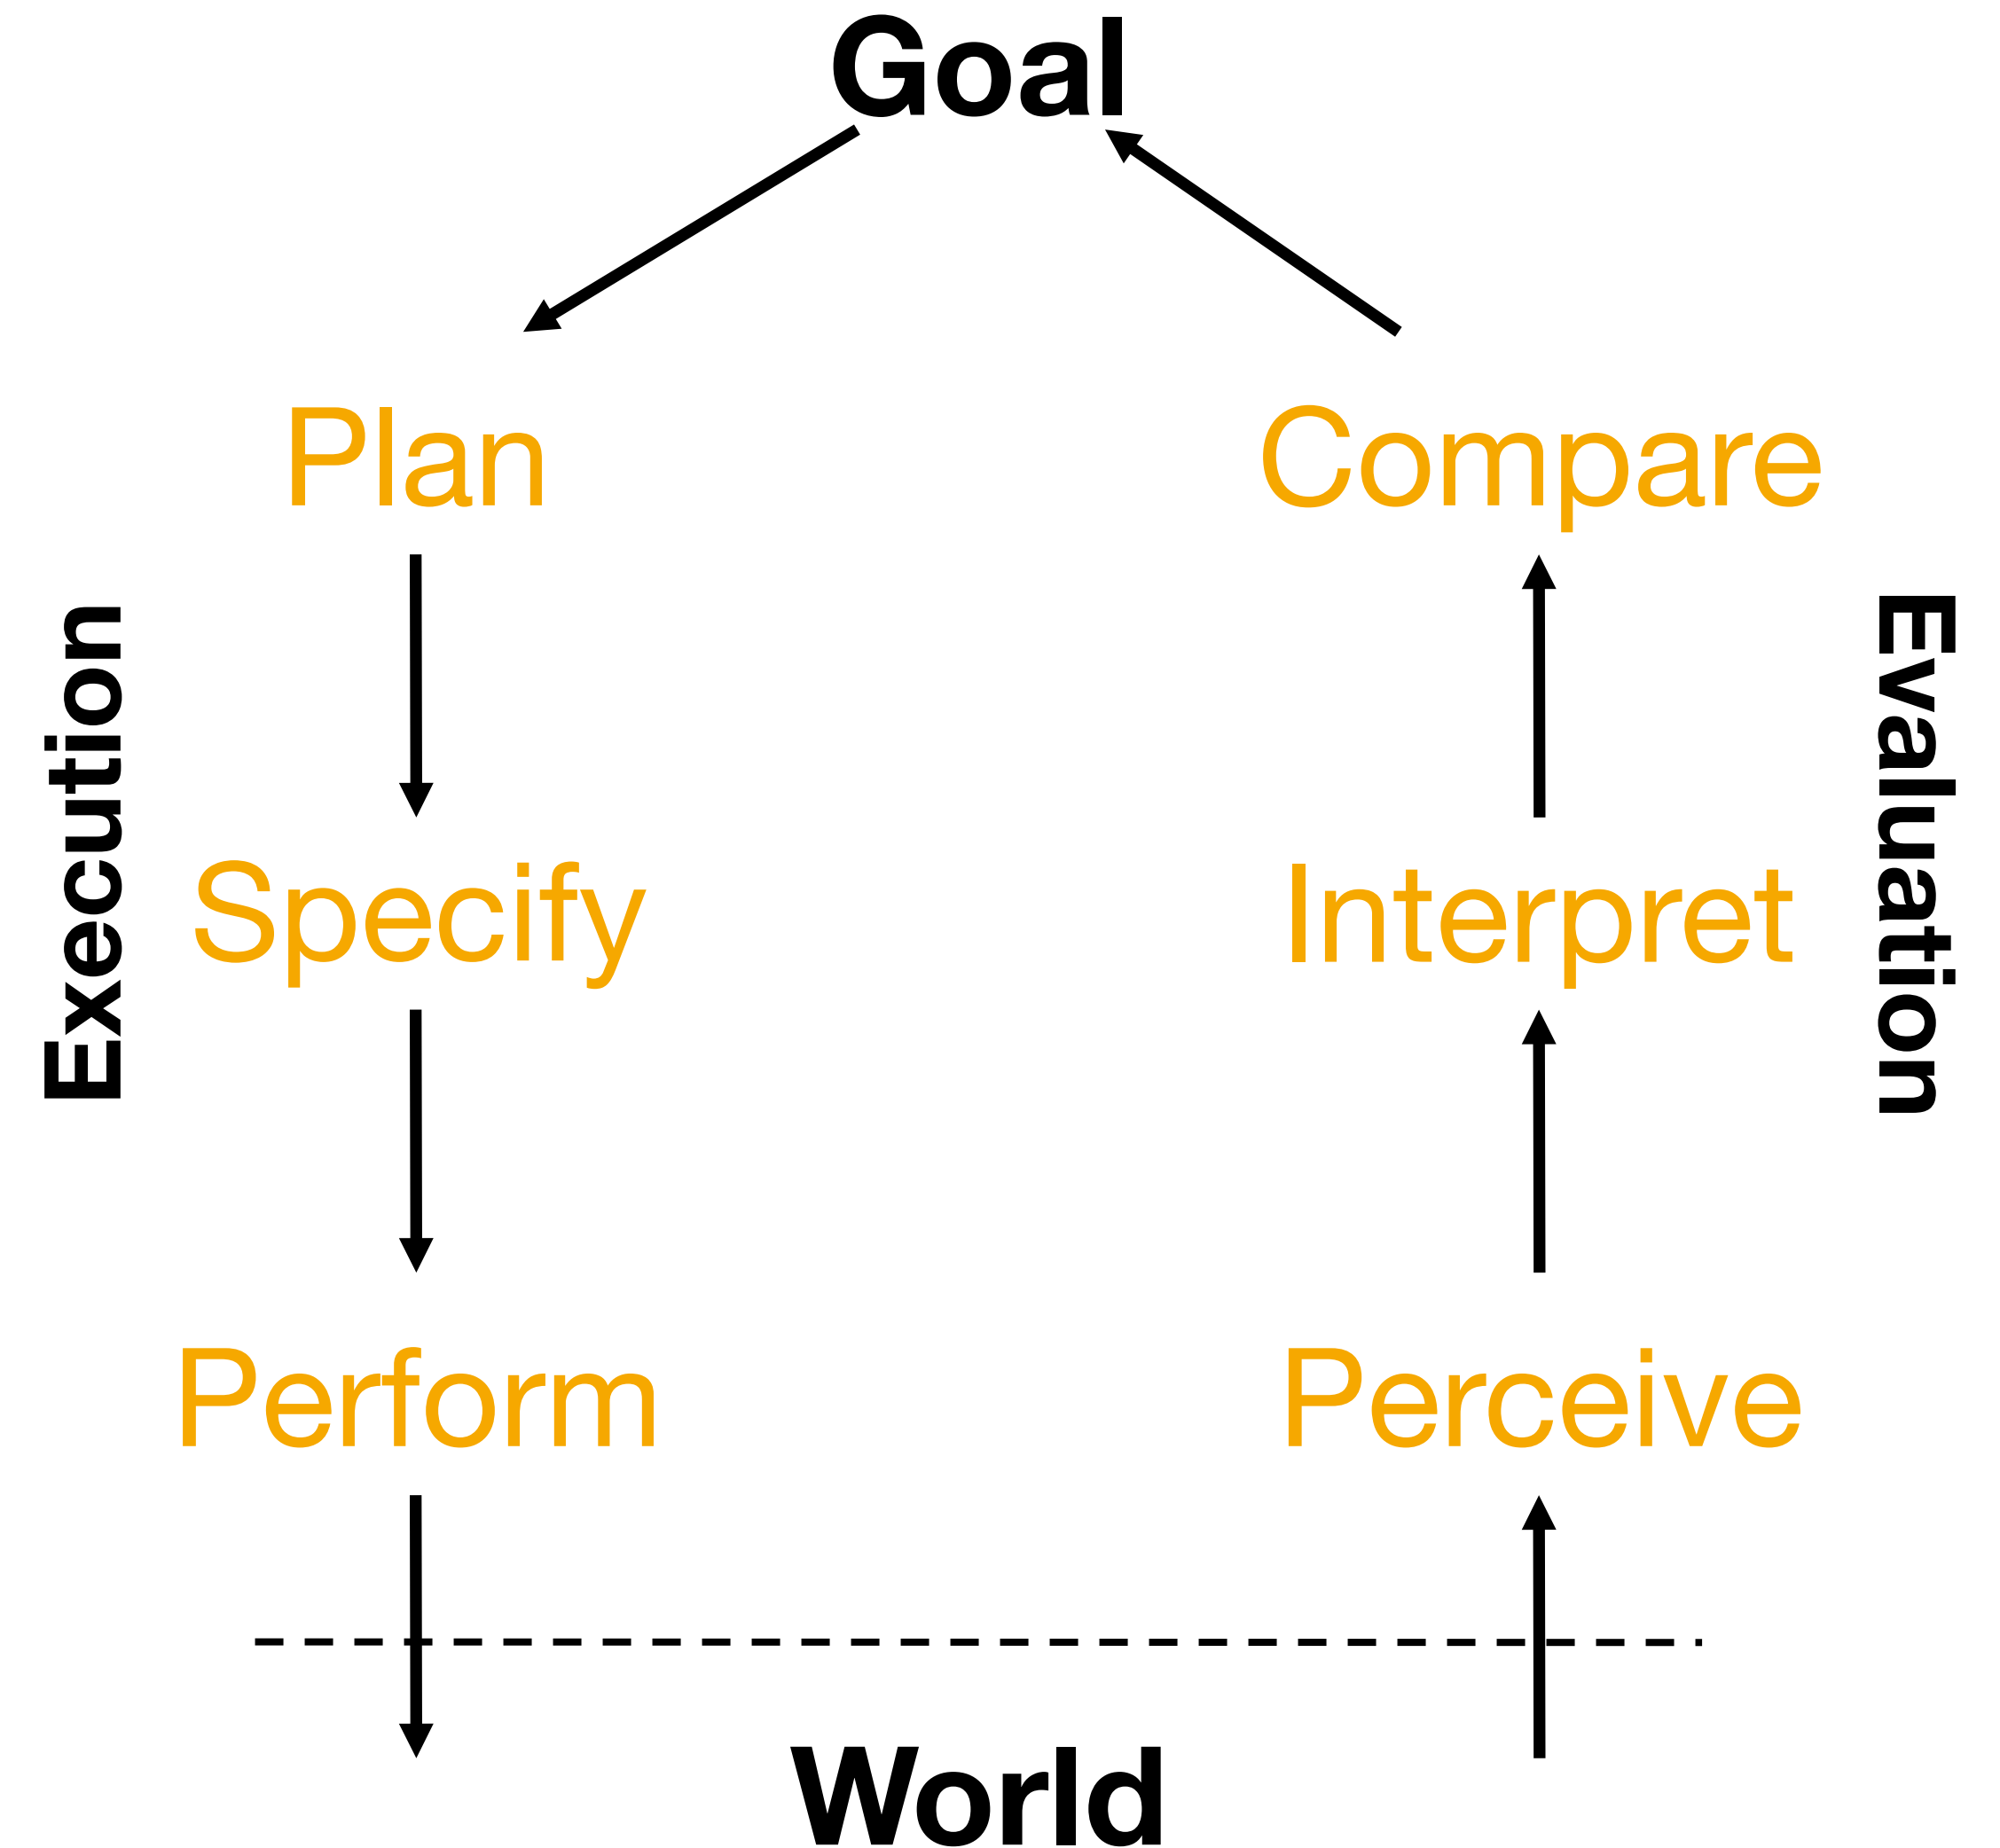 Goal
Plan
Compare
Execution
Evaluation
Specify
Interpret
Perform
Perceive
World